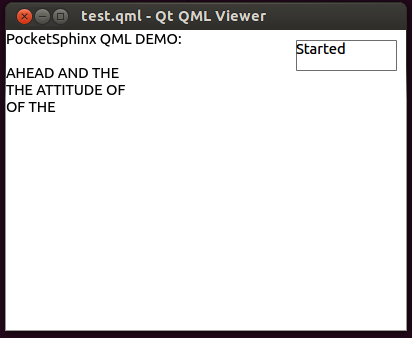 test.qml - Qt QML Viewer
PocketSphinx QML DEMO:
Started
AHEAD AND THE
THE ATTITUDE OF
OF THE